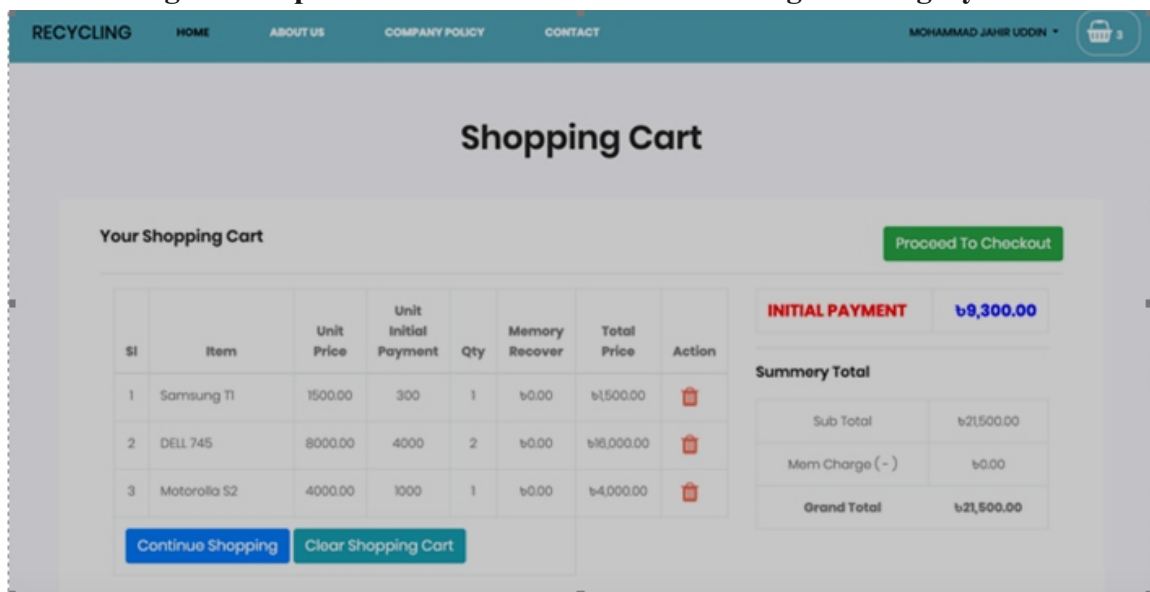 RECYCLING HOME ABOUT US COMPANY POLICY CONTACT MOHAMMAD JAHIR UDDIN 3
Shopping Cart
Your Shopping Cart Proceed To Checkout
INITIAL PAYMENT ৳9,300.00
Sl Item Unit Price Unit Initial Payment Qty Memory Recover Total Price Action
1 Samsung T1 1500.00 300 1 ৳0.00 ৳1,500.00
2 DELL 745 8000.00 4000 2 ৳0.00 ৳16,000.00
3 Motorolla S2 4000.00 1000 1 ৳0.00 ৳4,000.00
Continue Shopping Clear Shopping Cart
Summery Total
Sub Total ৳21,500.00
Mem Charge ( - ) ৳0.00
Grand Total ৳21,500.00